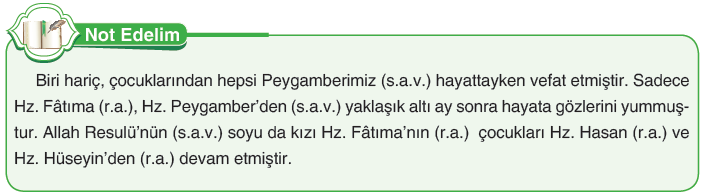 Not Edelim
Biri hariç, çocuklarından hepsi Peygamberimiz (s.a.v.) hayattayken vefat etmiştir. Sadece
Hz. Fâtıma (r.a.), Hz. Peygamber'den (s.a.v.) yaklaşık altı ay sonra hayata gözlerini yummuş-
tur. Allah Resulü'nün (s.a.v.) soyu da kızı Hz. Fâtıma'nın (r.a.) çocukları Hz. Hasan (r.a.) ve
Hz. Hüseyin'den (r.a.) devam etmiştir.